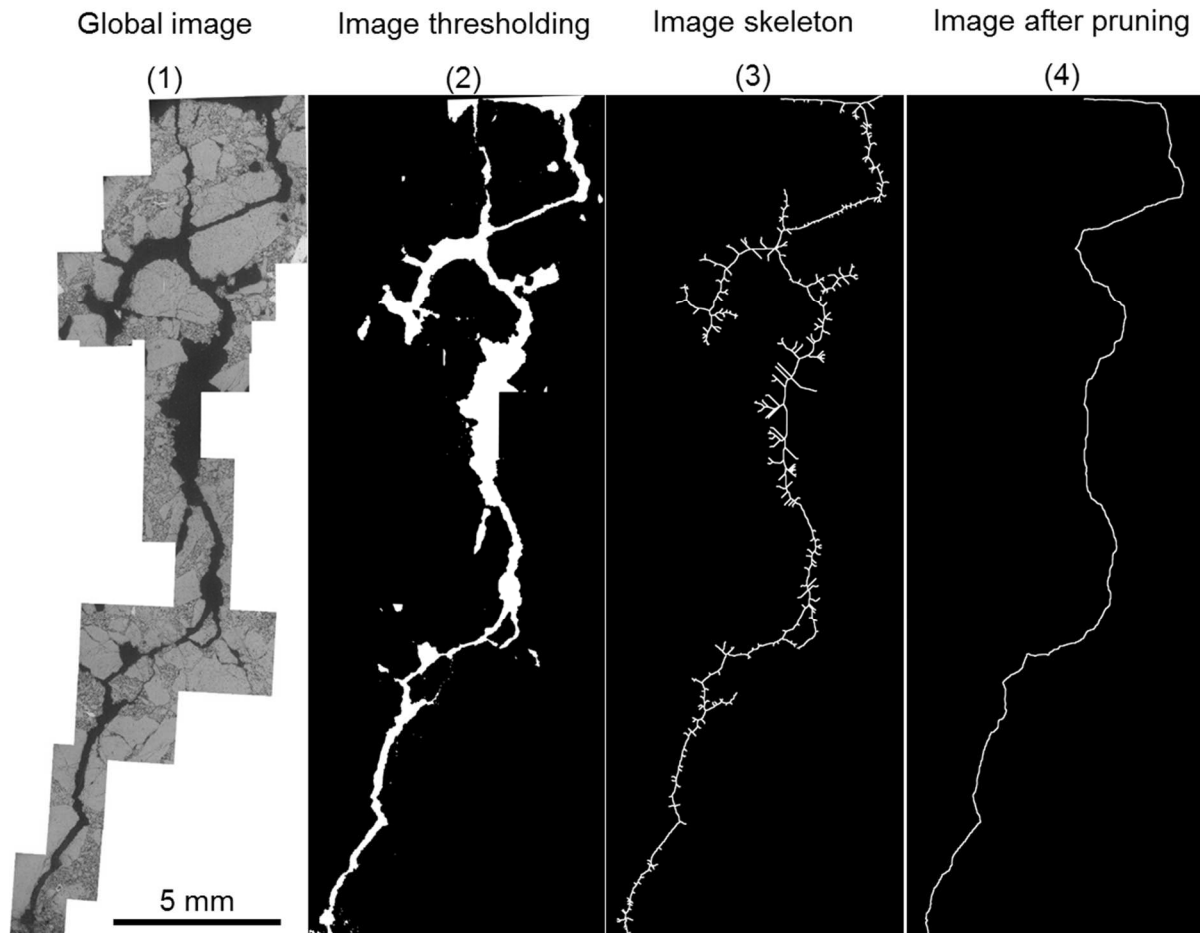 Global image Image thresholding Image skeleton Image after pruning
(1) (2) (3) (4)
5 mm